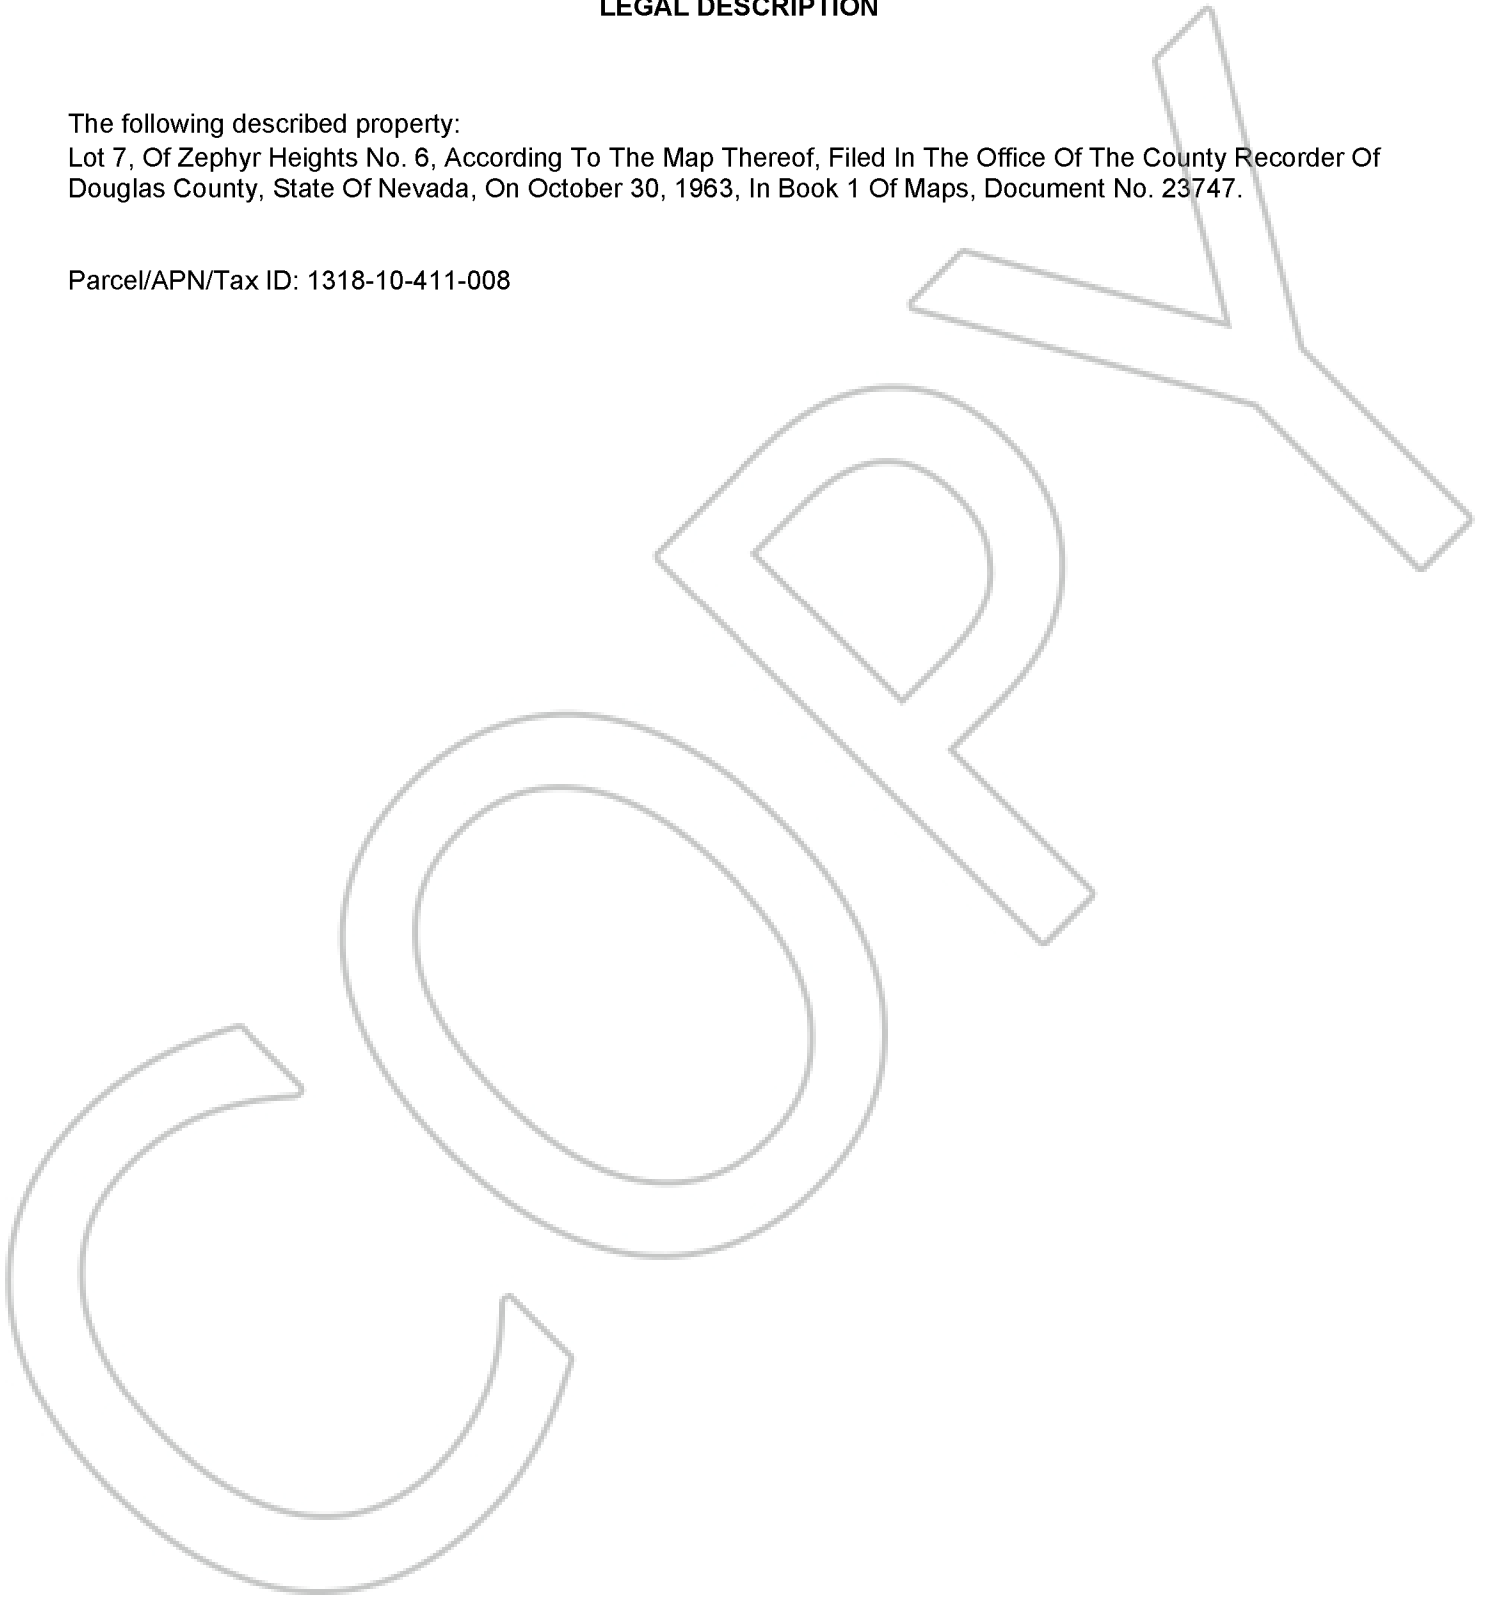 LEGAL DESCRIPTION
The following described property:
Lot 7, Of Zephyr Heights No. 6, According To The Map Thereof, Filed In The Office Of The County Recorder Of
Douglas County, State Of Nevada, On October 30, 1963, In Book 1 Of Maps, Document No. 23747.
Parcel/APN/Tax ID: 1318-10-411-008
COPY